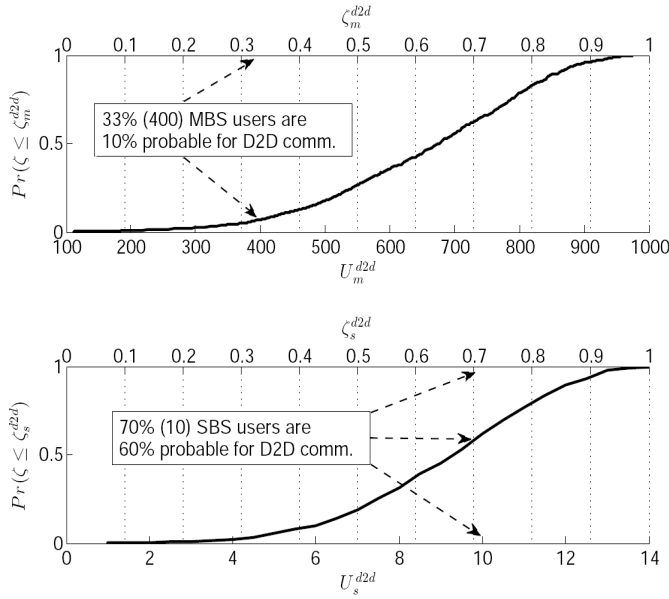 ζ_m^{d2d}
0 0.1 0.2 0.3 0.4 0.5 0.6 0.7 0.8 0.9 1
1
0.5
0
Pr(ζ ≤ ζ_m^{d2d})
33% (400) MBS users are
10% probable for D2D comm.
100 200 300 400 500 600 700 800 900 1000
U_m^{d2d}
ζ_s^{d2d}
0 0.1 0.2 0.3 0.4 0.5 0.6 0.7 0.8 0.9 1
1
0.5
0
Pr(ζ ≤ ζ_s^{d2d})
70% (10) SBS users are
60% probable for D2D comm.
0 2 4 6 8 10 12 14
U_s^{d2d}